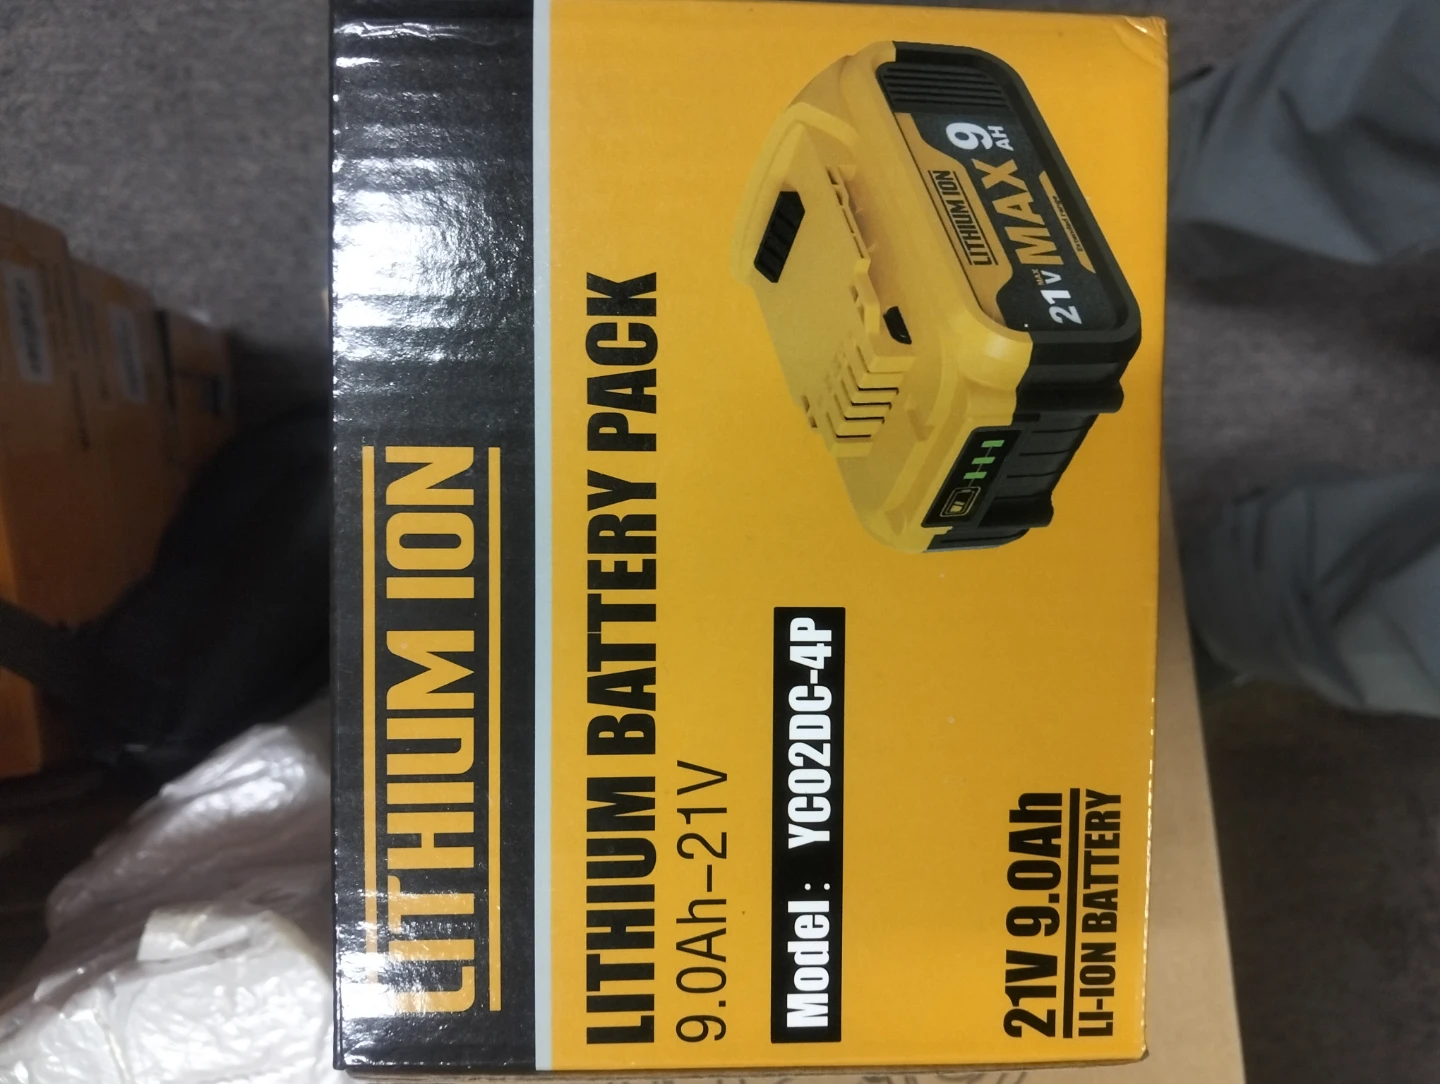 LITHIUM ION
LITHIUM BATTERY PACK
9.0Ah-21V
Model: YC02DC-4P
LITHIUM ION
21V MAX MAX 9 AH
21V 9.0Ah
LI-ION BATTERY